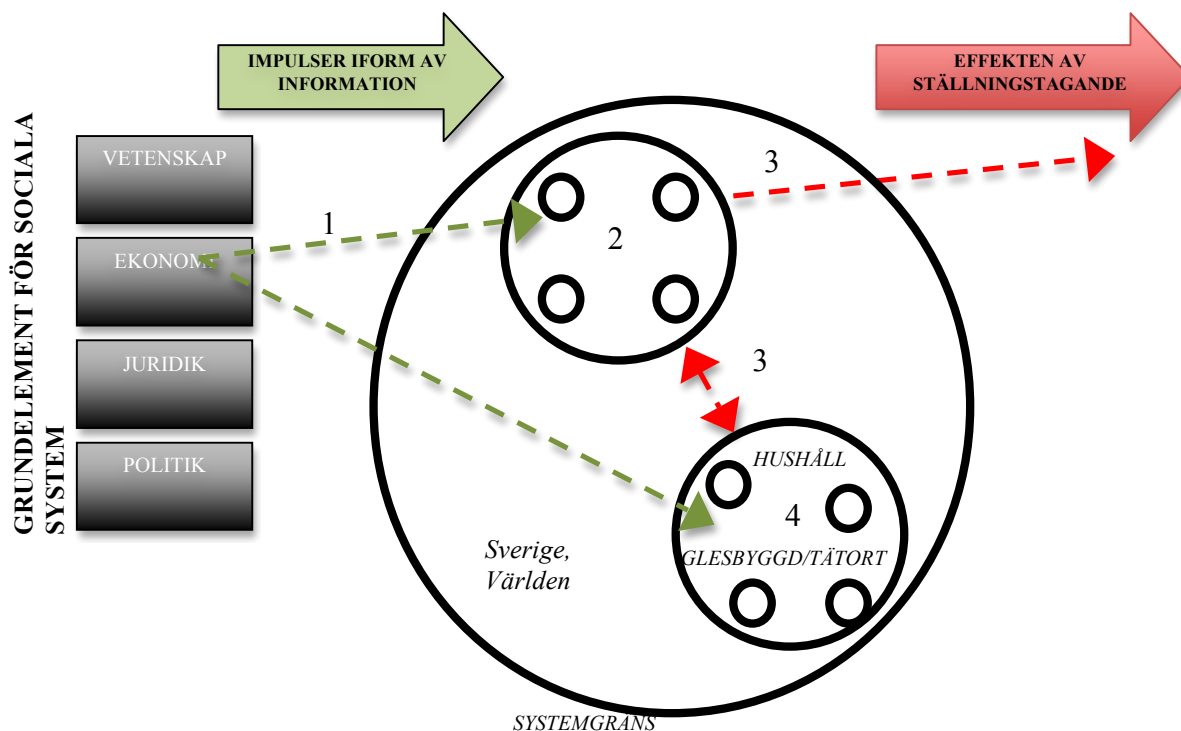 IMPULSER IFORM AV
INFORMATION
EFFEKTEN AV
STÄLLNINGSTAGANDE
GRUNDELEMENT FÖR SOCIALA
SYSTEM
VETENSKAP
EKONOMI
JURIDIK
POLITIK
1
2
3
3
HUSHÅLL
4
GLESBYGGD/TÄTORT
Sverige,
Världen
SYSTEMGRÄNS